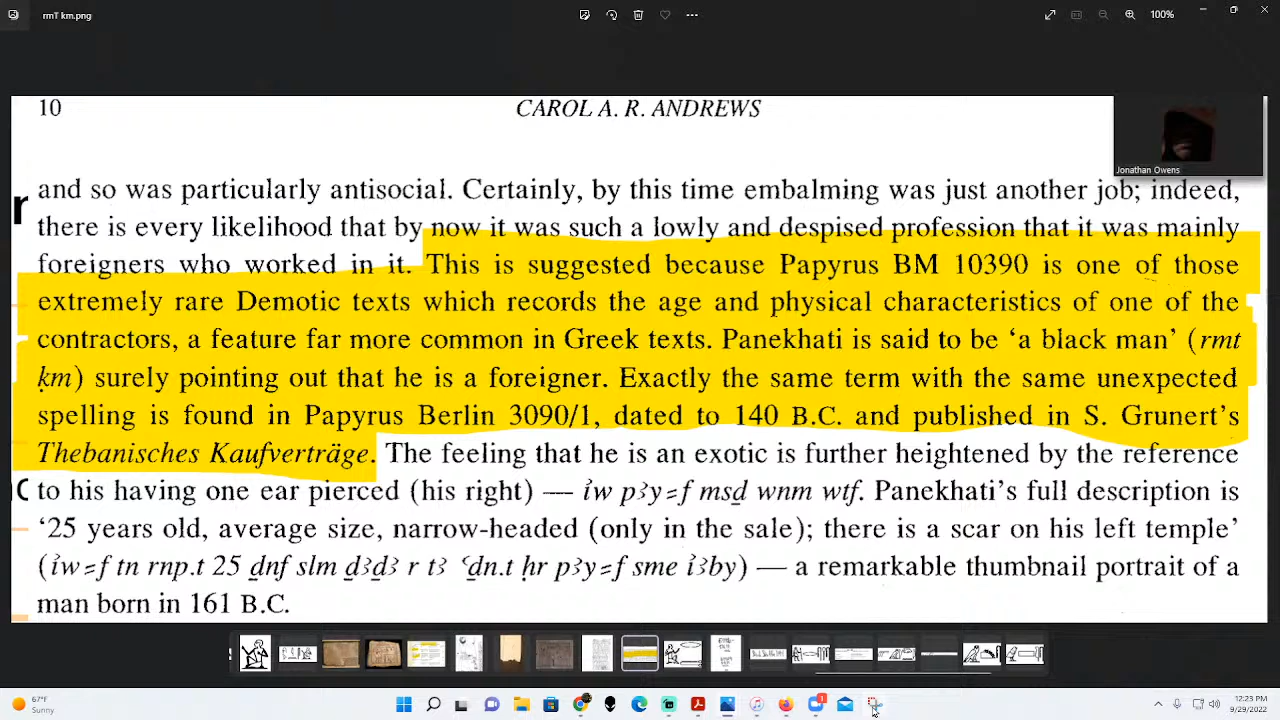 rmT km.png
100%
10
CAROL A. R. ANDREWS
Jonathan Owens
and so was particularly antisocial. Certainly, by this time embalming was just another job; indeed,
there is every likelihood that by now it was such a lowly and despised profession that it was mainly
foreigners who worked in it. This is suggested because Papyrus BM 10390 is one of those
extremely rare Demotic texts which records the age and physical characteristics of one of the
contractors, a feature far more common in Greek texts. Panekhati is said to be ‘a black man’ (rmt
ḳm) surely pointing out that he is a foreigner. Exactly the same term with the same unexpected
spelling is found in Papyrus Berlin 3090/1, dated to 140 B.C. and published in S. Grunert’s
Thebanisches Kaufverträge. The feeling that he is an exotic is further heightened by the reference
to his having one ear pierced (his right) — ỉw pꜣy⸗f msḏ wnm wtf. Panekhati’s full description is
‘25 years old, average size, narrow-headed (only in the sale); there is a scar on his left temple’
(ỉw⸗f tn rnp.t 25 ḏnf slm ḏꜣḏꜣ r tꜣ ꜥḏn.t ḥr pꜣy⸗f sme ỉꜣby) — a remarkable thumbnail portrait of a
man born in 161 B.C.
67°F
Sunny
12:23 PM
9/29/2022